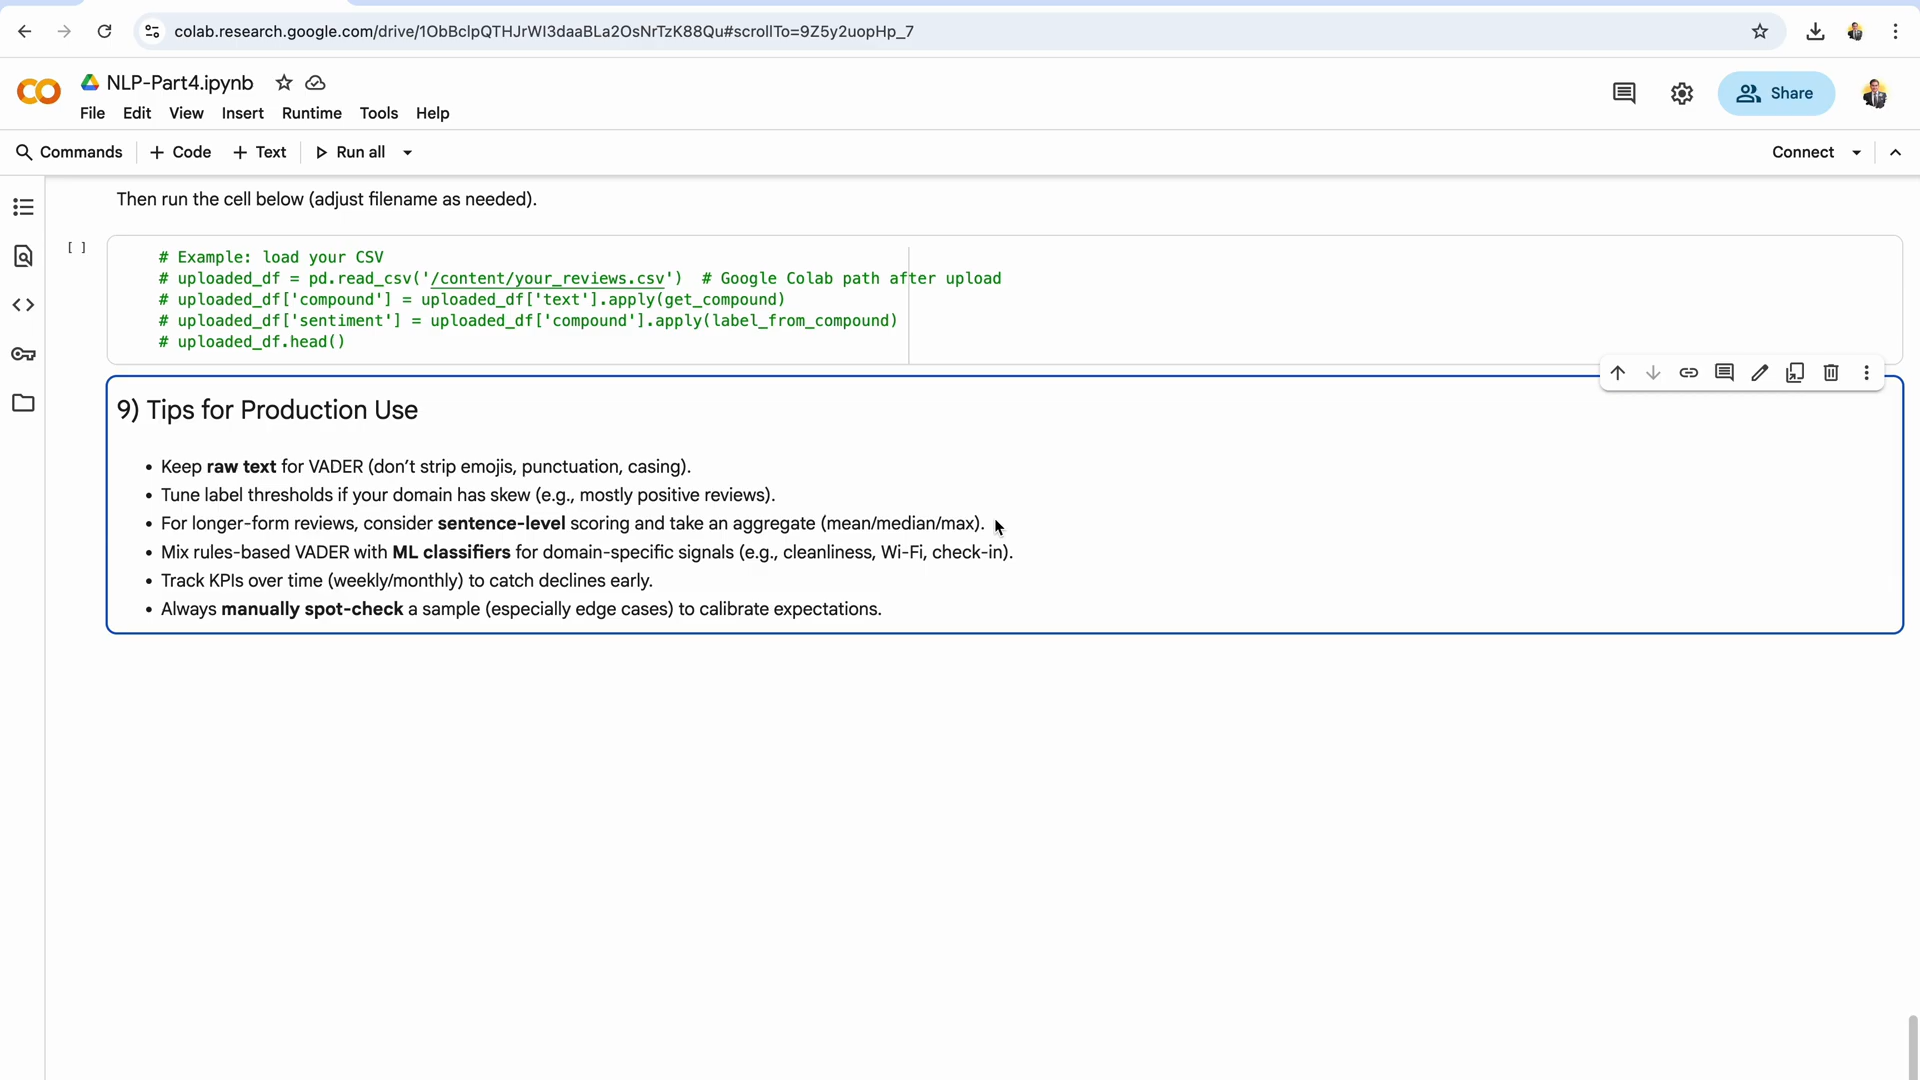 colab.research.google.com/drive/1ObBclpQTHJrWI3daaBLa2OsNrTzK88Qu#scrollTo=9Z5y2uopHp_7
NLP-Part4.ipynb
File Edit View Insert Runtime Tools Help
Share
Commands + Code + Text Run all
Connect
Then run the cell below (adjust filename as needed).
[ ]
# Example: load your CSV
# uploaded_df = pd.read_csv('/content/your_reviews.csv')  # Google Colab path after upload
# uploaded_df['compound'] = uploaded_df['text'].apply(get_compound)
# uploaded_df['sentiment'] = uploaded_df['compound'].apply(label_from_compound)
# uploaded_df.head()
9) Tips for Production Use
• Keep raw text for VADER (don’t strip emojis, punctuation, casing).
• Tune label thresholds if your domain has skew (e.g., mostly positive reviews).
• For longer-form reviews, consider sentence-level scoring and take an aggregate (mean/median/max).
• Mix rules-based VADER with ML classifiers for domain-specific signals (e.g., cleanliness, Wi-Fi, check-in).
• Track KPIs over time (weekly/monthly) to catch declines early.
• Always manually spot-check a sample (especially edge cases) to calibrate expectations.